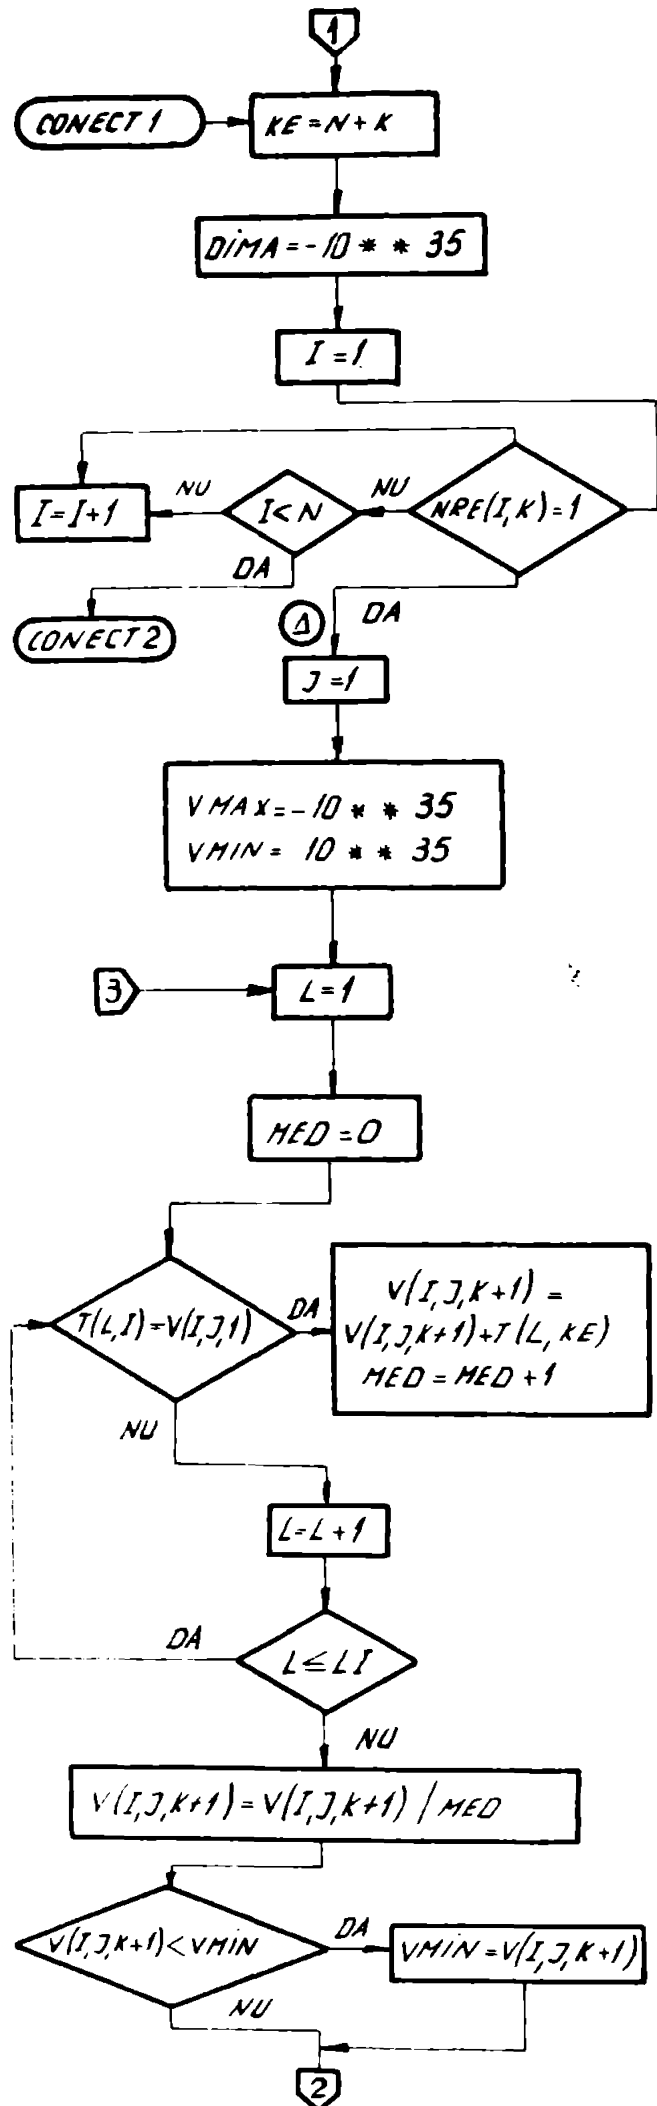 1
CONECT 1
KE = N + K
DIMA = -10 * * 35
I = 1
NU
NU
I = I + 1
I < N
NRE(I, K) = 1
DA
DA
CONECT 2
Δ
J = 1
VMAX = -10 * * 35
VMIN = 10 * * 35
3
L = 1
MED = 0
T(L, I) = V(I, J, 1)
DA
V(I, J, K+1) =
V(I, J, K+1) + T(L, KE)
MED = MED + 1
NU
L = L + 1
DA
L ≤ LI
NU
V(I, J, K+1) = V(I, J, K+1) / MED
V(I, J, K+1) < VMIN
DA
VMIN = V(I, J, K+1)
NU
2